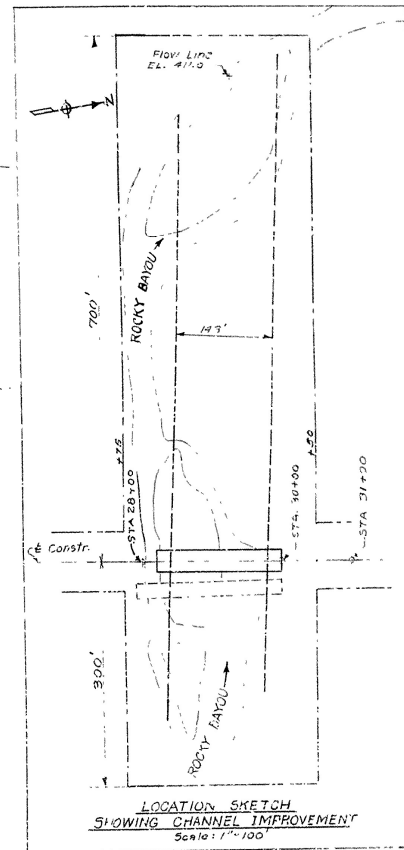 Flow Line
EL. 411.0
N
ROCKY BAYOU
700'
143'
+75
+50
STA 28+00
STA. 30+00
STA 31+00
Constr.
300'
ROCKY BAYOU
LOCATION SKETCH
SHOWING CHANNEL IMPROVEMENT
Scale: 1"=100'